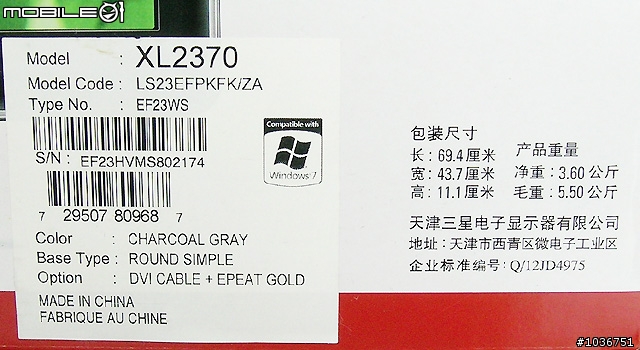 MOBILE01
Model : XL2370
Model Code : LS23EFPKFK/ZA
Type No. : EF23WS
Compatible with
Windows 7
S/N : EF23HVMS802174
7 29507 80968 7
Color : CHARCOAL GRAY
Base Type : ROUND SIMPLE
Option : DVI CABLE + EPEAT GOLD
MADE IN CHINA
FABRIQUE AU CHINE
包装尺寸
长: 69.4厘米 产品重量
宽: 43.7厘米 净重: 3.60公斤
高: 11.1厘米 毛重: 5.50公斤
天津三星电子显示器有限公司
地址: 天津市西青区微电子工业区
企业标准编号: Q/12JD4975
#1036751